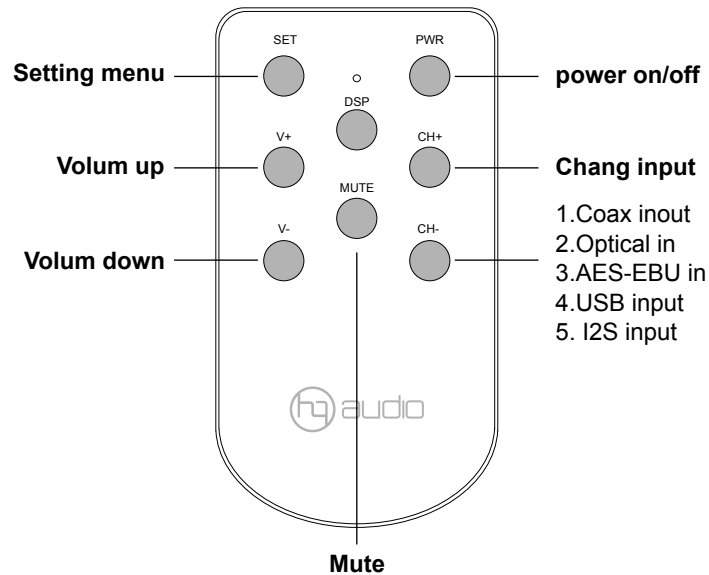 SET
PWR
Setting menu
power on/off
DSP
V+
CH+
Volum up
Chang input
MUTE
1.Coax inout
V-
CH-
2.Optical in
Volum down
3.AES-EBU in
4.USB input
5. I2S input
hq audio
Mute